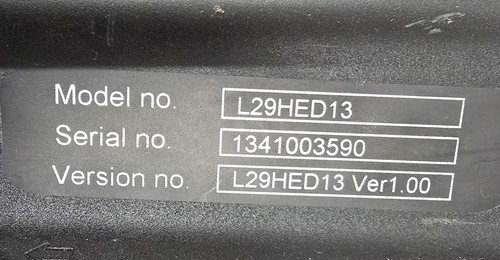 Model no. L29HED13
Serial no. 1341003590
Version no. L29HED13 Ver1.00